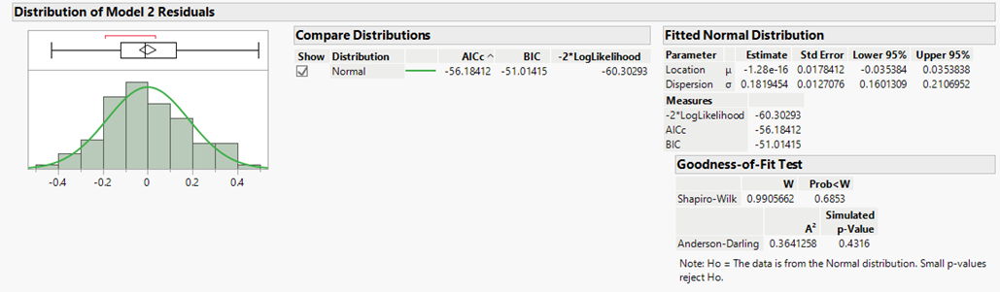 Distribution of Model 2 Residuals
-0.4 -0.2 0 0.2 0.4
Compare Distributions
Show Distribution AICc ^ BIC -2*LogLikelihood
Normal -56.18412 -51.01415 -60.30293
Fitted Normal Distribution
Parameter Estimate Std Error Lower 95% Upper 95%
Location μ -1.28e-16 0.0178412 -0.035384 0.0353838
Dispersion σ 0.1819454 0.0127076 0.1601309 0.2106952
Measures
-2*LogLikelihood -60.30293
AICc -56.18412
BIC -51.01415
Goodness-of-Fit Test
W Prob<W
Shapiro-Wilk 0.9905662 0.6853
Simulated
A² p-Value
Anderson-Darling 0.3641258 0.4316
Note: Ho = The data is from the Normal distribution. Small p-values
reject Ho.